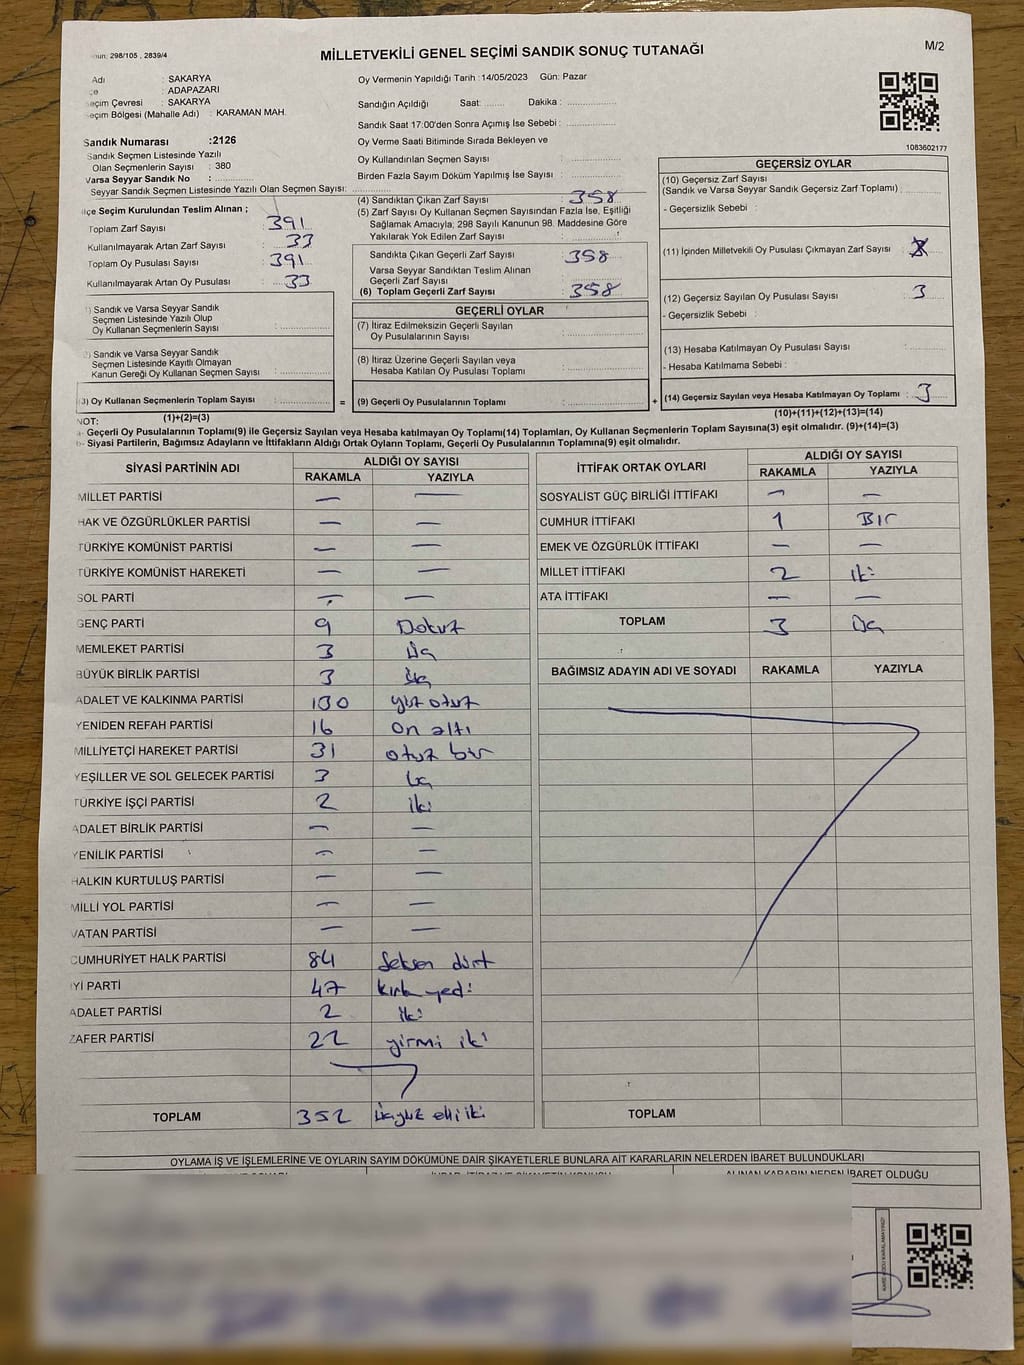 MİLLETVEKİLİ GENEL SEÇİMİ SANDIK SONUÇ TUTANAĞI
M/2
298/105 , 2839/4
Adı : SAKARYA
: ADAPAZARI
Seçim Çevresi : SAKARYA
Seçim Bölgesi (Mahalle Adı) : KARAMAN MAH.
Sandık Numarası :2126
Sandık Seçmen Listesinde Yazılı
Olan Seçmenlerin Sayısı : 380
Varsa Seyyar Sandık No :
Seyyar Sandık Seçmen Listesinde Yazılı Olan Seçmen Sayısı:
Oy Vermenin Yapıldığı Tarih :14/05/2023 Gün: Pazar
Sandığın Açıldığı Saat: Dakika :
Sandık Saat 17:00'den Sonra Açımış İse Sebebi :
Oy Verme Saati Bitiminde Sırada Bekleyen ve
Oy Kullandırılan Seçmen Sayısı :
Birden Fazla Sayım Döküm Yapılmış İse Sayısı :
1083602177
İlçe Seçim Kurulundan Teslim Alınan ;
Toplam Zarf Sayısı : 391
Kullanılmayarak Artan Zarf Sayısı : 33
Toplam Oy Pusulası Sayısı : 391
Kullanılmayarak Artan Oy Pusulası : 33
(4) Sandıktan Çıkan Zarf Sayısı : 358
(5) Zarf Sayısı Oy Kullanan Seçmen Sayısından Fazla İse, Eşitliği
Sağlamak Amacıyla, 298 Sayılı Kanunun 98. Maddesine Göre
Yakılarak Yok Edilen Zarf Sayısı :
Sandıkta Çıkan Geçerli Zarf Sayısı : 358
Varsa Seyyar Sandıktan Teslim Alınan
Geçerli Zarf Sayısı :
(6) Toplam Geçerli Zarf Sayısı : 358
GEÇERSİZ OYLAR
(10) Geçersiz Zarf Sayısı
(Sandık ve Varsa Seyyar Sandık Geçersiz Zarf Toplamı) :
- Geçersizlik Sebebi :
(11) İçinden Milletvekili Oy Pusulası Çıkmayan Zarf Sayısı :
(12) Geçersiz Sayılan Oy Pusulası Sayısı : 3
- Geçersizlik Sebebi :
(13) Hesaba Katılmayan Oy Pusulası Sayısı :
- Hesaba Katılmama Sebebi :
(14) Geçersiz Sayılan veya Hesaba Katılmayan Oy Toplamı : 3
(10)+(11)+(12)+(13)=(14)
Sandık ve Varsa Seyyar Sandık
Seçmen Listesinde Yazılı Olup
Oy Kullanan Seçmenlerin Sayısı :
Sandık ve Varsa Seyyar Sandık
Seçmen Listesinde Kayıtlı Olmayan
Kanun Gereği Oy Kullanan Seçmen Sayısı :
3) Oy Kullanan Seçmenlerin Toplam Sayısı :
(1)+(2)=(3)
GEÇERLİ OYLAR
(7) İtiraz Edilmeksizin Geçerli Sayılan
Oy Pusulalarının Sayısı :
(8) İtiraz Üzerine Geçerli Sayılan veya
Hesaba Katılan Oy Pusulası Toplamı :
= (9) Geçerli Oy Pusulalarının Toplamı : +
NOT:
a- Geçerli Oy Pusulalarının Toplamı(9) ile Geçersiz Sayılan veya Hesaba katılmayan Oy Toplamı(14) Toplamları, Oy Kullanan Seçmenlerin Toplam Sayısına(3) eşit olmalıdır. (9)+(14)=(3)
b- Siyasi Partilerin, Bağımsız Adayların ve İttifakların Aldığı Ortak Oyların Toplamı, Geçerli Oy Pusulalarının Toplamına(9) eşit olmalıdır.
SİYASİ PARTİNİN ADI ALDIĞI OY SAYISI
RAKAMLA YAZIYLA
MİLLET PARTİSİ — —
HAK VE ÖZGÜRLÜKLER PARTİSİ — —
TÜRKİYE KOMÜNİST PARTİSİ — —
TÜRKİYE KOMÜNİST HAREKETİ — —
SOL PARTİ — —
GENÇ PARTİ 9 Dokuz
MEMLEKET PARTİSİ 3 Üç
BÜYÜK BİRLİK PARTİSİ 3 Üç
ADALET VE KALKINMA PARTİSİ 130 yüz otuz
YENİDEN REFAH PARTİSİ 16 on altı
MİLLİYETÇİ HAREKET PARTİSİ 31 otuz bir
YEŞİLLER VE SOL GELECEK PARTİSİ 3 üç
TÜRKİYE İŞÇİ PARTİSİ 2 iki
ADALET BİRLİK PARTİSİ — —
YENİLİK PARTİSİ — —
HALKIN KURTULUŞ PARTİSİ — —
MİLLİ YOL PARTİSİ — —
VATAN PARTİSİ — —
CUMHURİYET HALK PARTİSİ 84 Seksen dört
İYİ PARTİ 47 kırk yedi
ADALET PARTİSİ 2 iki
ZAFER PARTİSİ 22 yirmi iki
TOPLAM 352 Üçyüz elli iki
İTTİFAK ORTAK OYLARI ALDIĞI OY SAYISI
RAKAMLA YAZIYLA
SOSYALİST GÜÇ BİRLİĞİ İTTİFAKI — —
CUMHUR İTTİFAKI 1 Bir
EMEK VE ÖZGÜRLÜK İTTİFAKI — —
MİLLET İTTİFAKI 2 iki
ATA İTTİFAKI — —
TOPLAM 3 Üç
BAĞIMSIZ ADAYIN ADI VE SOYADI RAKAMLA YAZIYLA
TOPLAM
OYLAMA İŞ VE İŞLEMLERİNE VE OYLARIN SAYIM DÖKÜMÜNE DAİR ŞİKAYETLERLE BUNLARA AİT KARARLARIN NELERDEN İBARET BULUNDUKLARI
ALINAN KARARIN NEDEN İBARET OLDUĞU